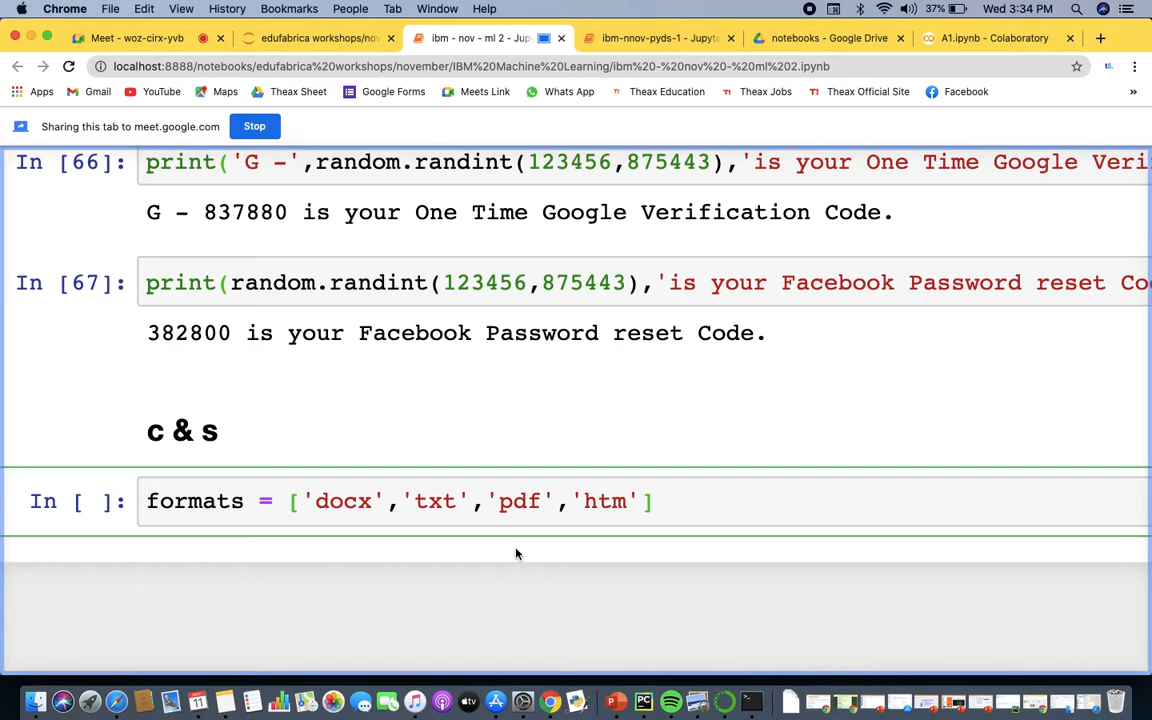 Chrome File Edit View History Bookmarks People Tab Window Help 37% Wed 3:34 PM
Meet - woz-cirx-yvb edufabrica workshops/nov ibm - nov - ml 2 - Jupy ibm-nnov-pyds-1 - Jupyte notebooks - Google Drive A1.ipynb - Colaboratory
localhost:8888/notebooks/edufabrica%20workshops/november/IBM%20Machine%20Learning/ibm%20-%20nov%20-%20ml%202.ipynb
Apps Gmail YouTube Maps Theax Sheet Google Forms Meets Link Whats App Theax Education Theax Jobs Theax Official Site Facebook »
Sharing this tab to meet.google.com Stop
In [66]: print('G -',random.randint(123456,875443),'is your One Time Google Veri
G - 837880 is your One Time Google Verification Code.
In [67]: print(random.randint(123456,875443),'is your Facebook Password reset Co
382800 is your Facebook Password reset Code.
c & s
In [ ]: formats = ['docx','txt','pdf','htm']